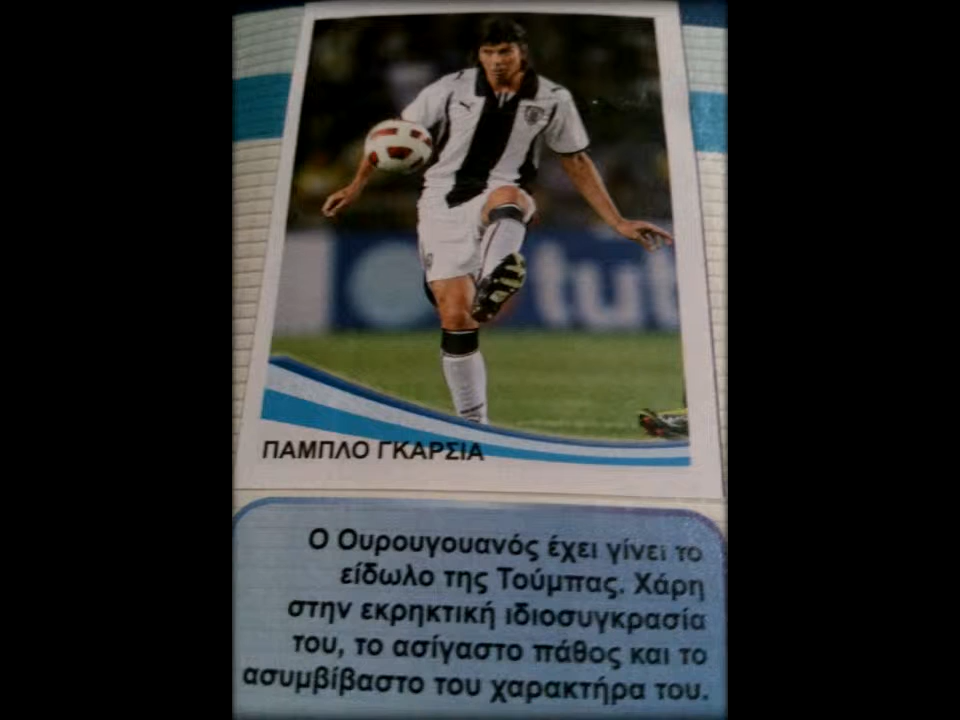 tut
ΠΑΜΠΛΟ ΓΚΑΡΣΙΑ
Ο Ουρουγουανός έχει γίνει το
είδωλο της Τούμπας. Χάρη
στην εκρηκτική ιδιοσυγκρασία
του, το ασίγαστο πάθος και το
ασυμβίβαστο του χαρακτήρα του.